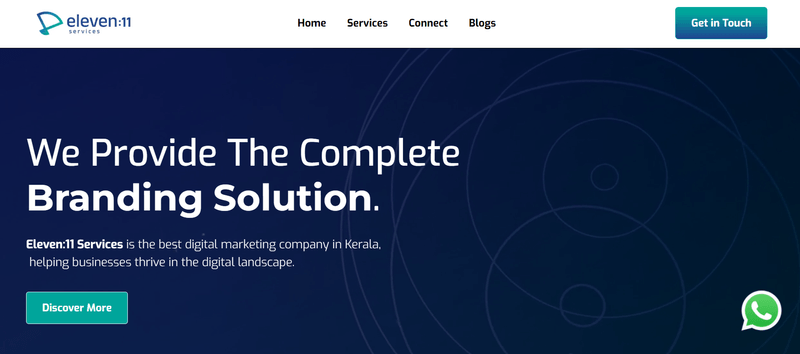 eleven:11
services
Home Services Connect Blogs
Get in Touch
We Provide The Complete
Branding Solution.
Eleven:11 Services is the best digital marketing company in Kerala,
helping businesses thrive in the digital landscape.
Discover More